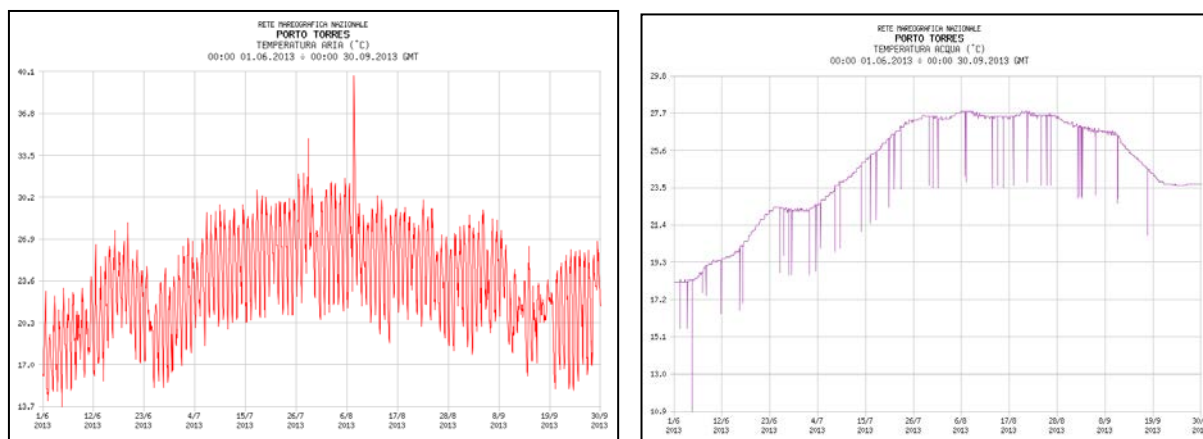 RETE MAREOGRAFICA NAZIONALE
PORTO TORRES
TEMPERATURA ARIA (°C)
00:00 01.06.2013 ÷ 00:00 30.09.2013 GMT
40.1
36.8
33.5
30.2
26.9
23.6
20.3
17.0
13.7
1/6 12/6 23/6 4/7 15/7 26/7 6/8 17/8 28/8 8/9 19/9 30/9
2013 2013 2013 2013 2013 2013 2013 2013 2013 2013 2013 2013
RETE MAREOGRAFICA NAZIONALE
PORTO TORRES
TEMPERATURA ACQUA (°C)
00:00 01.06.2013 ÷ 00:00 30.09.2013 GMT
29.8
27.7
25.6
23.5
21.4
19.3
17.2
15.1
13.0
10.9
1/6 12/6 23/6 4/7 15/7 26/7 6/8 17/8 28/8 8/9 19/9 30/
2013 2013 2013 2013 2013 2013 2013 2013 2013 2013 2013 201